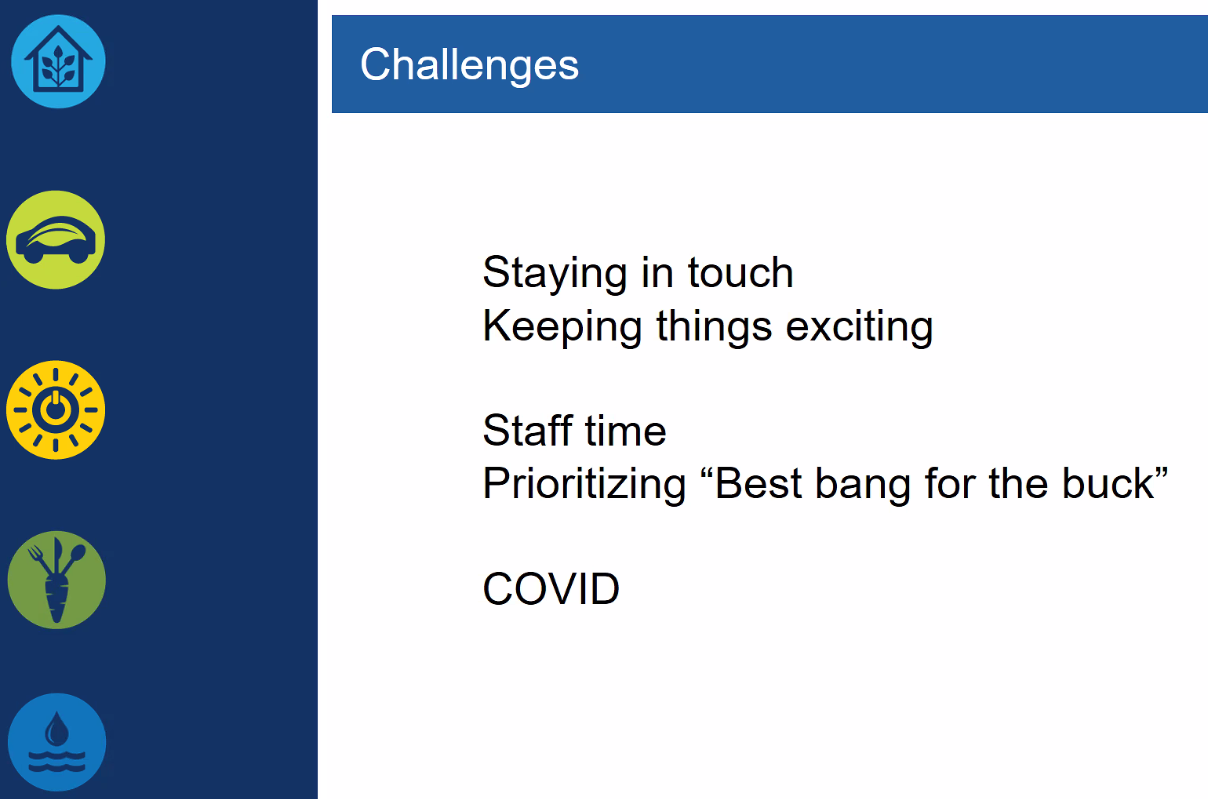 Challenges
Staying in touch
Keeping things exciting
Staff time
Prioritizing “Best bang for the buck”
COVID